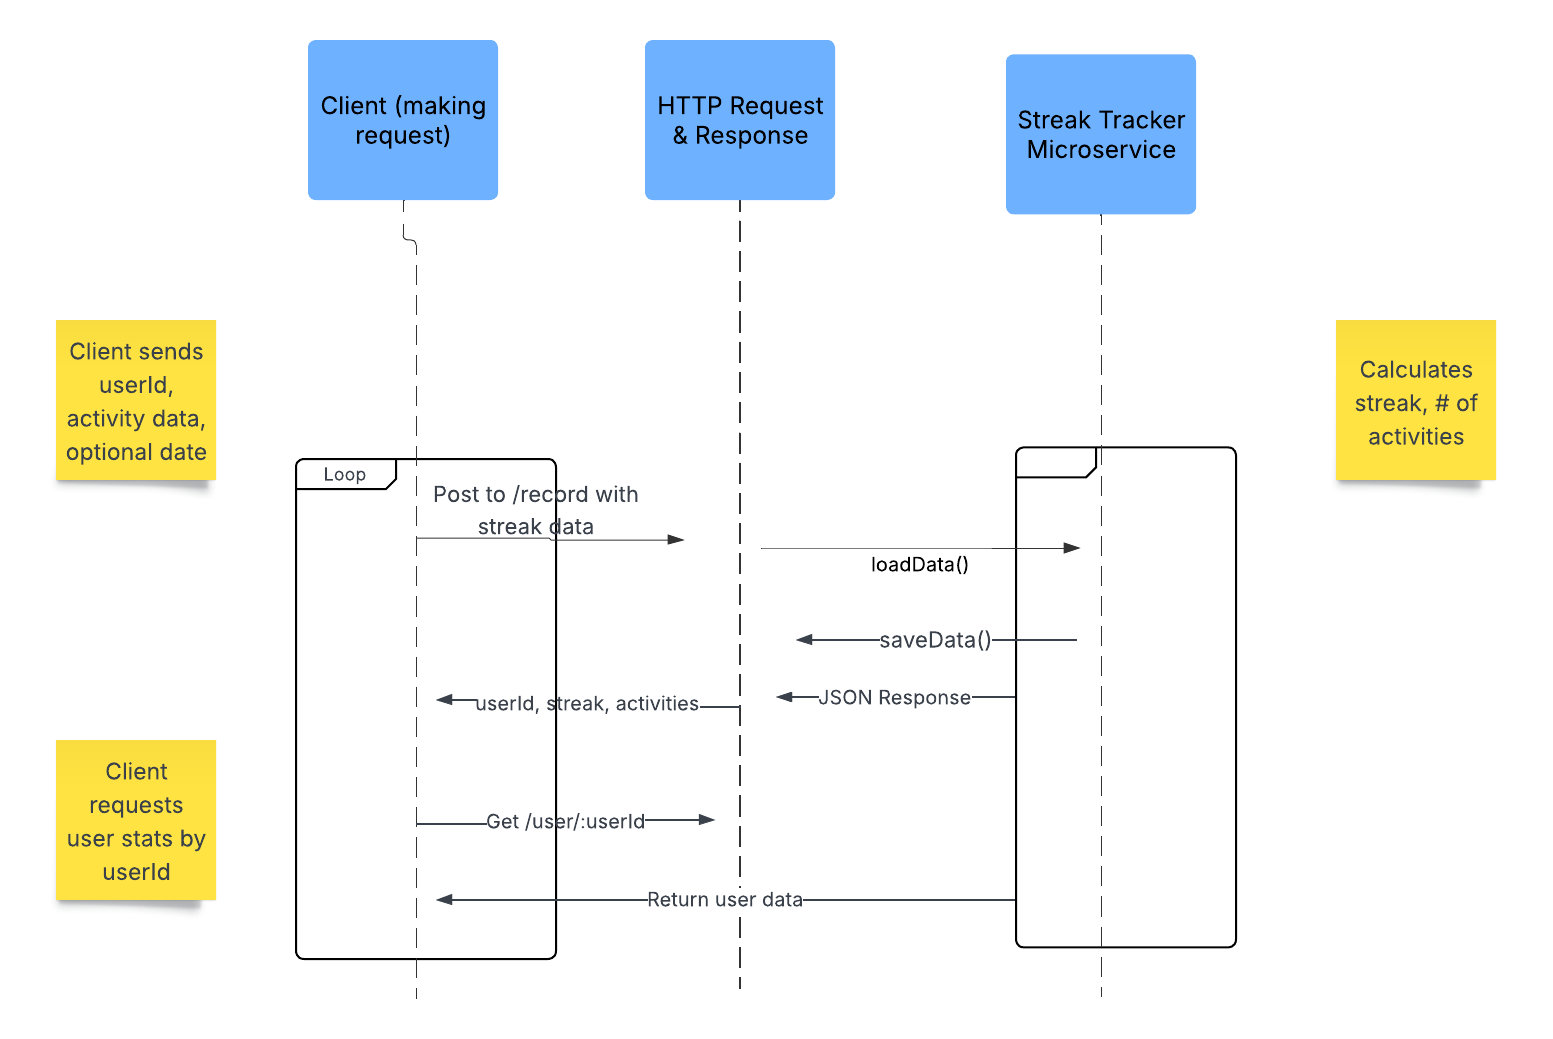 Client (making
request)
HTTP Request
& Response
Streak Tracker
Microservice
Client sends
userId,
activity data,
optional date
Calculates
streak, # of
activities
Loop
Post to /record with
streak data
loadData()
saveData()
JSON Response
userId, streak, activities
Client
requests
user stats by
userId
Get /user/:userId
Return user data